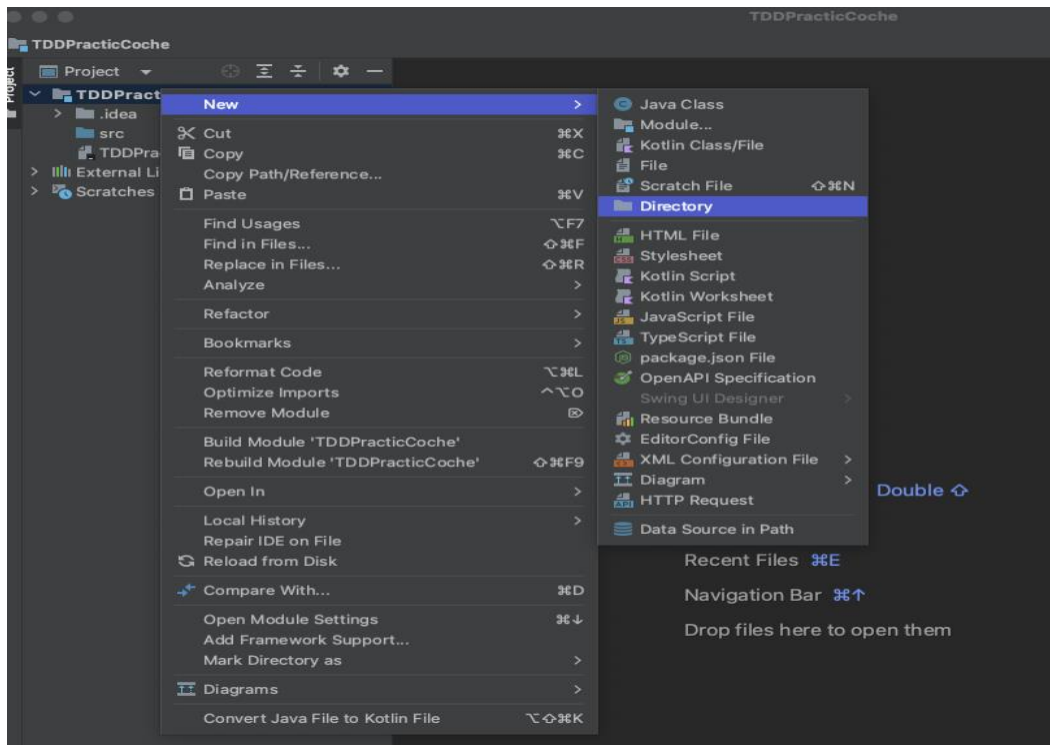 TDDPracticCoche
TDDPracticCoche
Project
Project
TDDPract
.idea
src
TDDPra
External Li
Scratches
New >
Cut ⌘X
Copy ⌘C
Copy Path/Reference...
Paste ⌘V
Find Usages ⌥F7
Find in Files... ⇧⌘F
Replace in Files... ⇧⌘R
Analyze >
Refactor >
Bookmarks >
Reformat Code ⌥⌘L
Optimize Imports ^⌥O
Remove Module ⌦
Build Module 'TDDPracticCoche'
Rebuild Module 'TDDPracticCoche' ⇧⌘F9
Open In >
Local History >
Repair IDE on File
Reload from Disk
Compare With... ⌘D
Open Module Settings ⌘↓
Add Framework Support...
Mark Directory as >
Diagrams >
Convert Java File to Kotlin File ⌥⇧⌘K
Java Class
Module...
Kotlin Class/File
File
Scratch File ⇧⌘N
Directory
HTML File
Stylesheet
Kotlin Script
Kotlin Worksheet
JavaScript File
TypeScript File
package.json File
OpenAPI Specification
Swing UI Designer >
Resource Bundle
EditorConfig File
XML Configuration File >
Diagram >
HTTP Request
Data Source in Path
Double ⇧
Recent Files ⌘E
Navigation Bar ⌘↑
Drop files here to open them